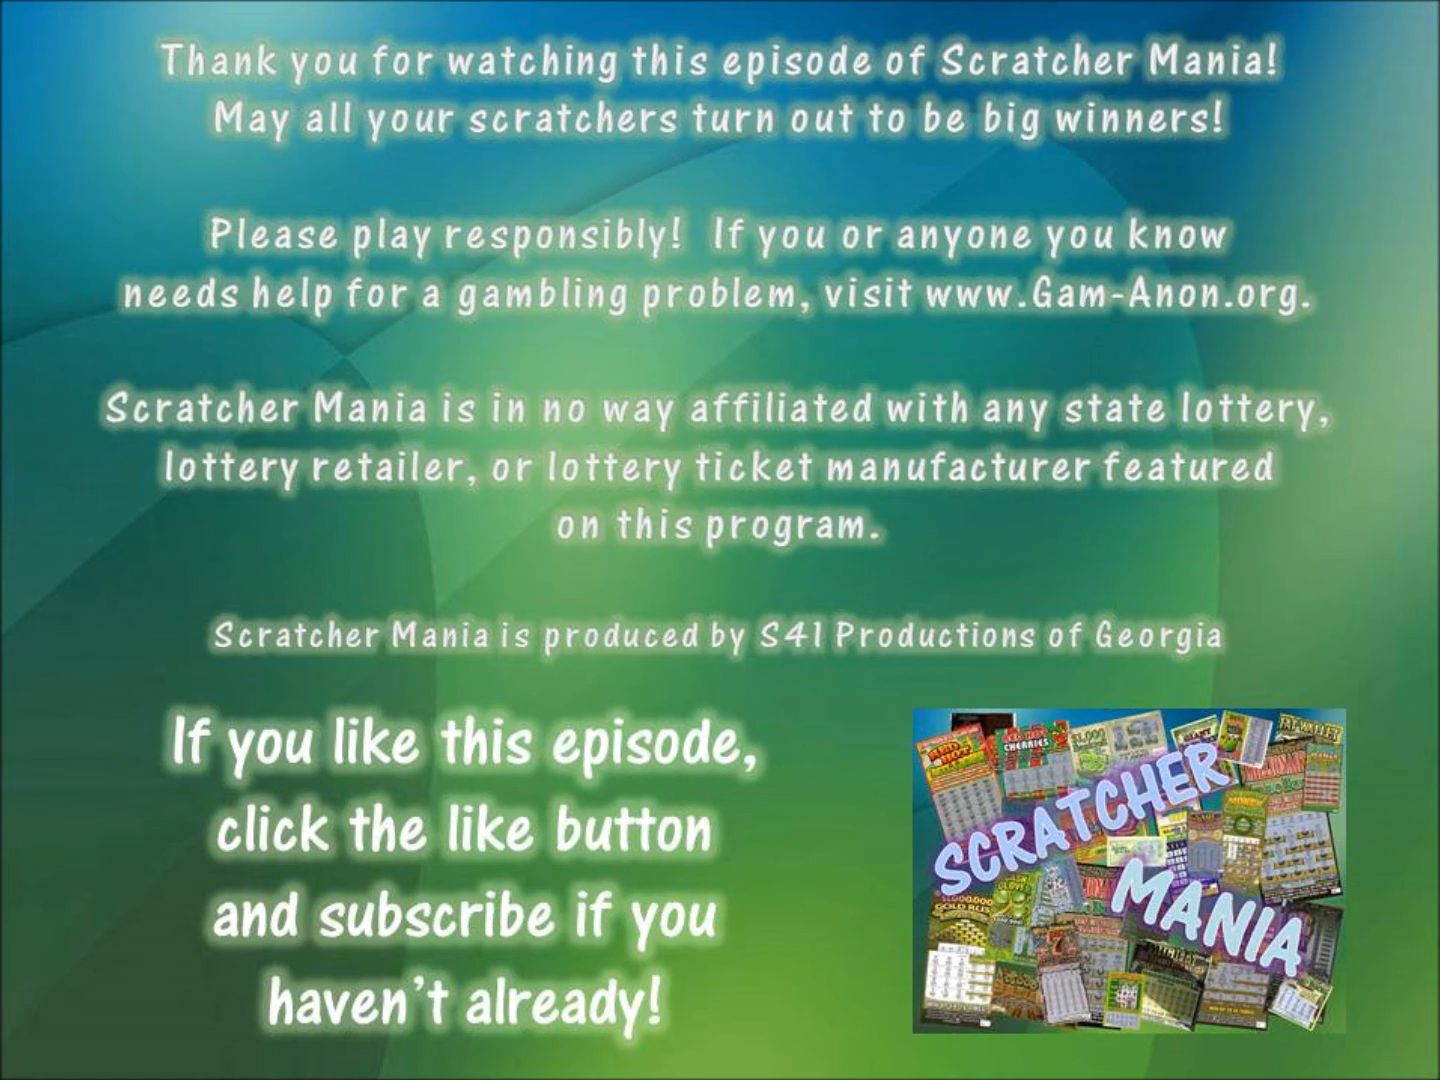 Thank you for watching this episode of Scratcher Mania!
May all your scratchers turn out to be big winners!
Please play responsibly! If you or anyone you know
needs help for a gambling problem, visit www.Gam-Anon.org.
Scratcher Mania is in no way affiliated with any state lottery,
lottery retailer, or lottery ticket manufacturer featured
on this program.
Scratcher Mania is produced by S41 Productions of Georgia
If you like this episode,
click the like button
and subscribe if you
haven't already!
SCRATCHER
MANIA
CHERRIES